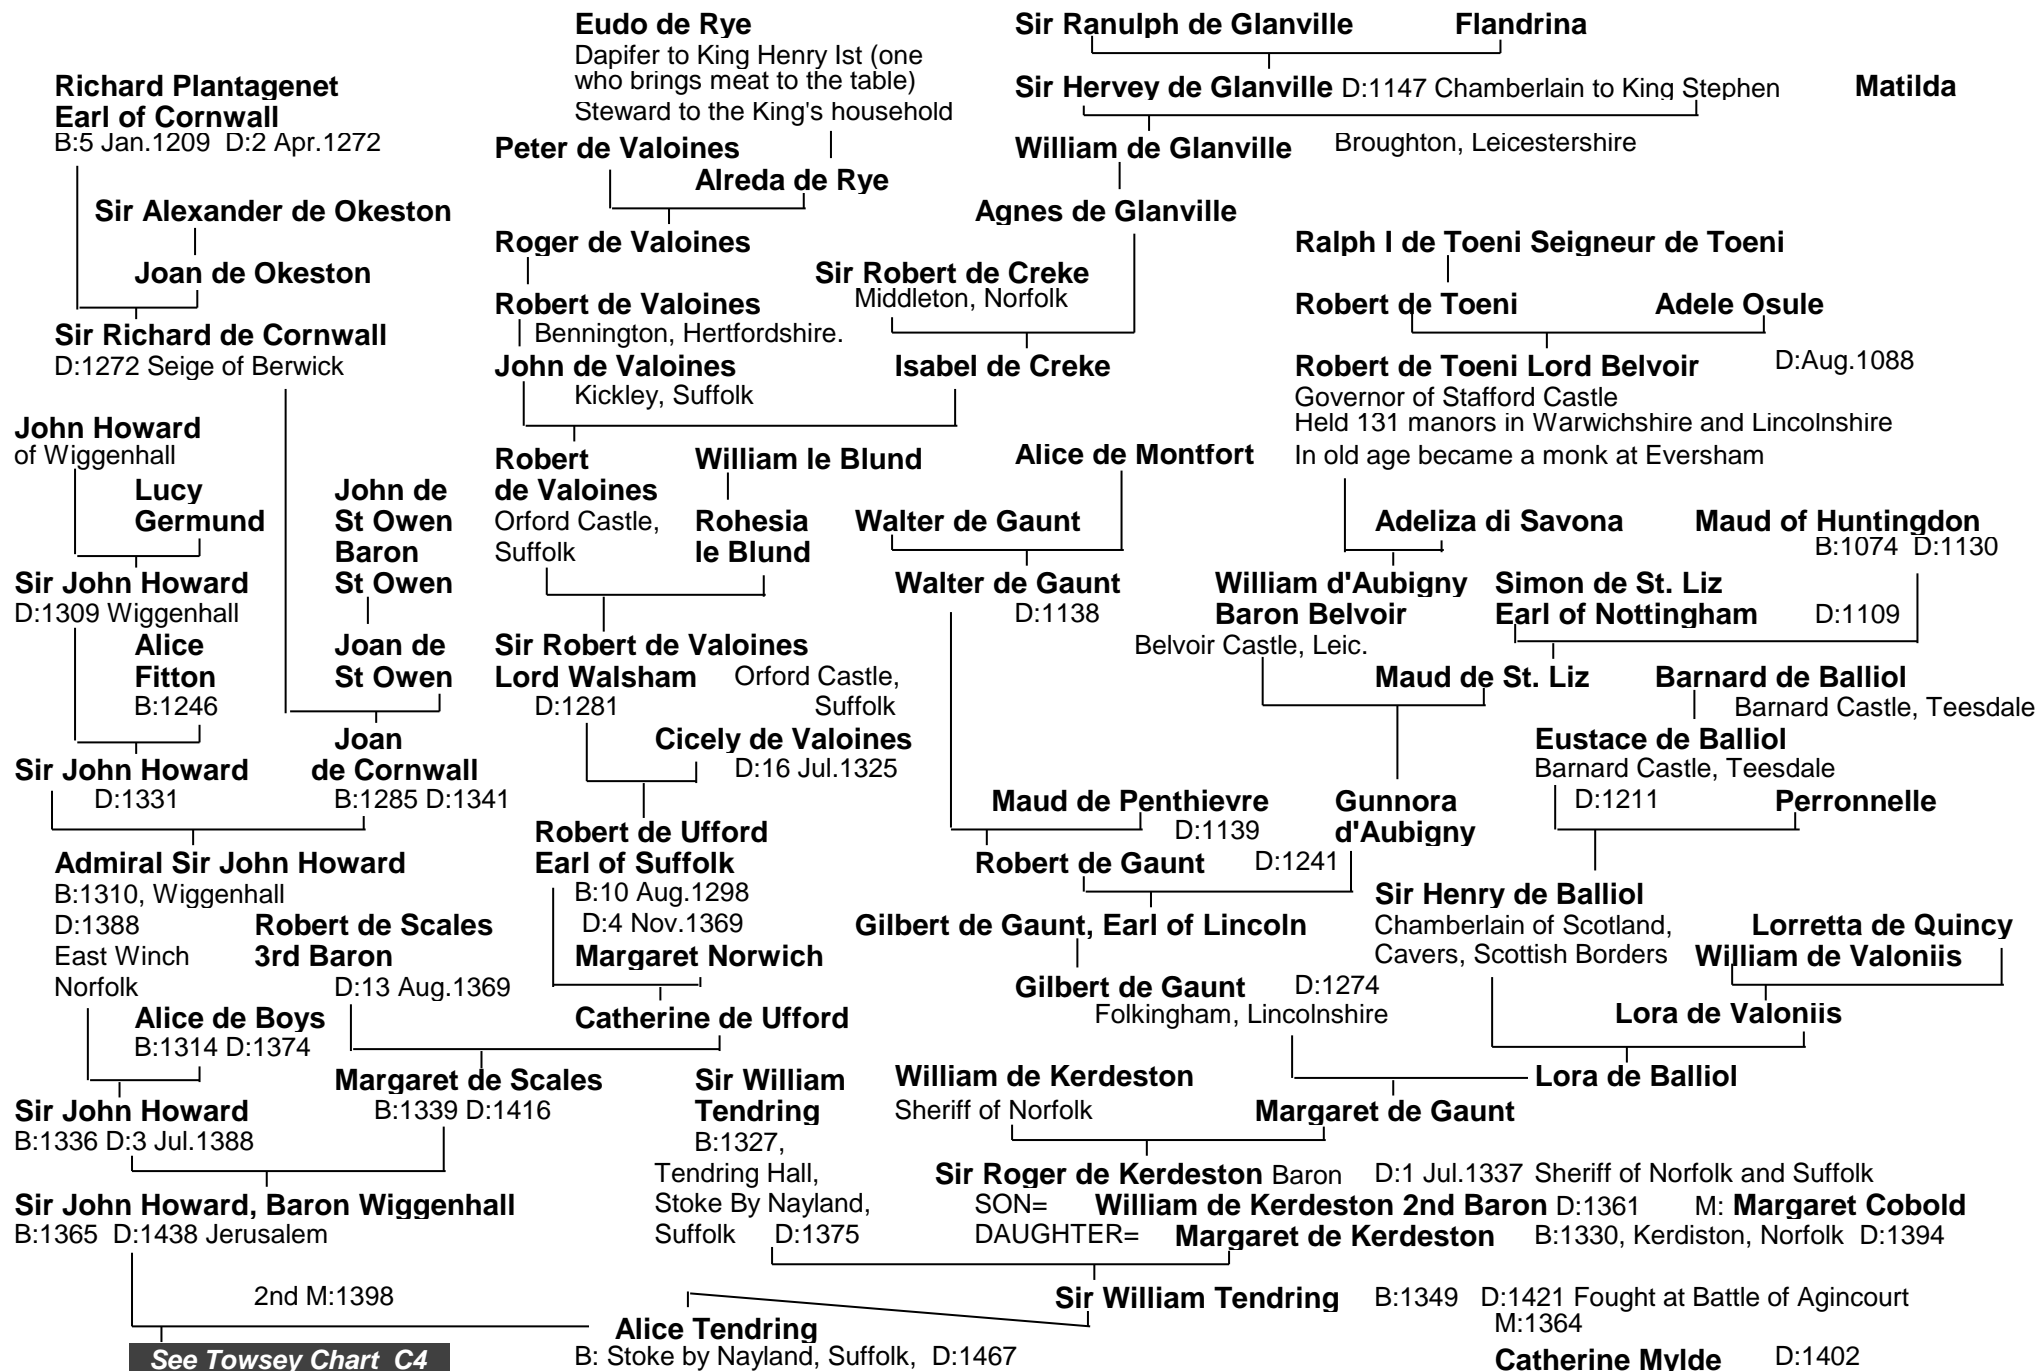 Eudo de Rye
Dapifer to King Henry Ist (one
who brings meat to the table)
Steward to the King's household
Sir Ranulph de Glanville Flandrina
Richard Plantagenet
Earl of Cornwall
B:5 Jan.1209 D:2 Apr.1272
Sir Hervey de Glanville D:1147 Chamberlain to King Stephen Matilda
Peter de Valoines
William de Glanville Broughton, Leicestershire
Alreda de Rye
Sir Alexander de Okeston
Agnes de Glanville
Roger de Valoines
Ralph I de Toeni Seigneur de Toeni
Joan de Okeston
Sir Robert de Creke
Middleton, Norfolk
Robert de Valoines
Bennington, Hertfordshire.
Robert de Toeni Adele Osule
Sir Richard de Cornwall
D:1272 Seige of Berwick
John de Valoines
Kickley, Suffolk
Isabel de Creke
Robert de Toeni Lord Belvoir D:Aug.1088
Governor of Stafford Castle
Held 131 manors in Warwichshire and Lincolnshire
In old age became a monk at Eversham
John Howard
of Wiggenhall
Robert
de Valoines
Orford Castle,
Suffolk
William le Blund
Alice de Montfort
Lucy
Germund
John de
St Owen
Baron
St Owen
Rohesia
le Blund
Walter de Gaunt
Adeliza di Savona
Maud of Huntingdon
B:1074 D:1130
Sir John Howard
D:1309 Wiggenhall
Walter de Gaunt
D:1138
William d'Aubigny
Baron Belvoir
Belvoir Castle, Leic.
Simon de St. Liz
Earl of Nottingham D:1109
Alice
Fitton
B:1246
Joan de
St Owen
Sir Robert de Valoines
Lord Walsham
D:1281
Orford Castle,
Suffolk
Maud de St. Liz
Barnard de Balliol
Barnard Castle, Teesdale
Joan
de Cornwall
B:1285 D:1341
Cicely de Valoines
D:16 Jul.1325
Eustace de Balliol
Barnard Castle, Teesdale
D:1211
Sir John Howard
D:1331
Maud de Penthievre
D:1139
Gunnora
d'Aubigny
Perronnelle
Robert de Ufford
Earl of Suffolk
B:10 Aug.1298
D:4 Nov.1369
Admiral Sir John Howard
B:1310, Wiggenhall
D:1388
East Winch
Norfolk
Robert de Gaunt D:1241
Sir Henry de Balliol
Chamberlain of Scotland,
Cavers, Scottish Borders
Robert de Scales
3rd Baron
D:13 Aug.1369
Margaret Norwich
Gilbert de Gaunt, Earl of Lincoln
Lorretta de Quincy
William de Valoniis
Gilbert de Gaunt D:1274
Folkingham, Lincolnshire
Alice de Boys
B:1314 D:1374
Catherine de Ufford
Lora de Valoniis
Margaret de Scales
B:1339 D:1416
Sir William
Tendring
B:1327,
Tendring Hall,
Stoke By Nayland,
Suffolk D:1375
William de Kerdeston
Sheriff of Norfolk
Lora de Balliol
Sir John Howard
B:1336 D:3 Jul.1388
Margaret de Gaunt
Sir Roger de Kerdeston Baron D:1 Jul.1337 Sheriff of Norfolk and Suffolk
Sir John Howard, Baron Wiggenhall
B:1365 D:1438 Jerusalem
SON= William de Kerdeston 2nd Baron D:1361 M: Margaret Cobold
DAUGHTER= Margaret de Kerdeston B:1330, Kerdiston, Norfolk D:1394
2nd M:1398
Sir William Tendring B:1349 D:1421 Fought at Battle of Agincourt
M:1364
Alice Tendring
B: Stoke by Nayland, Suffolk, D:1467
See Towsey Chart C4
Catherine Mylde D:1402